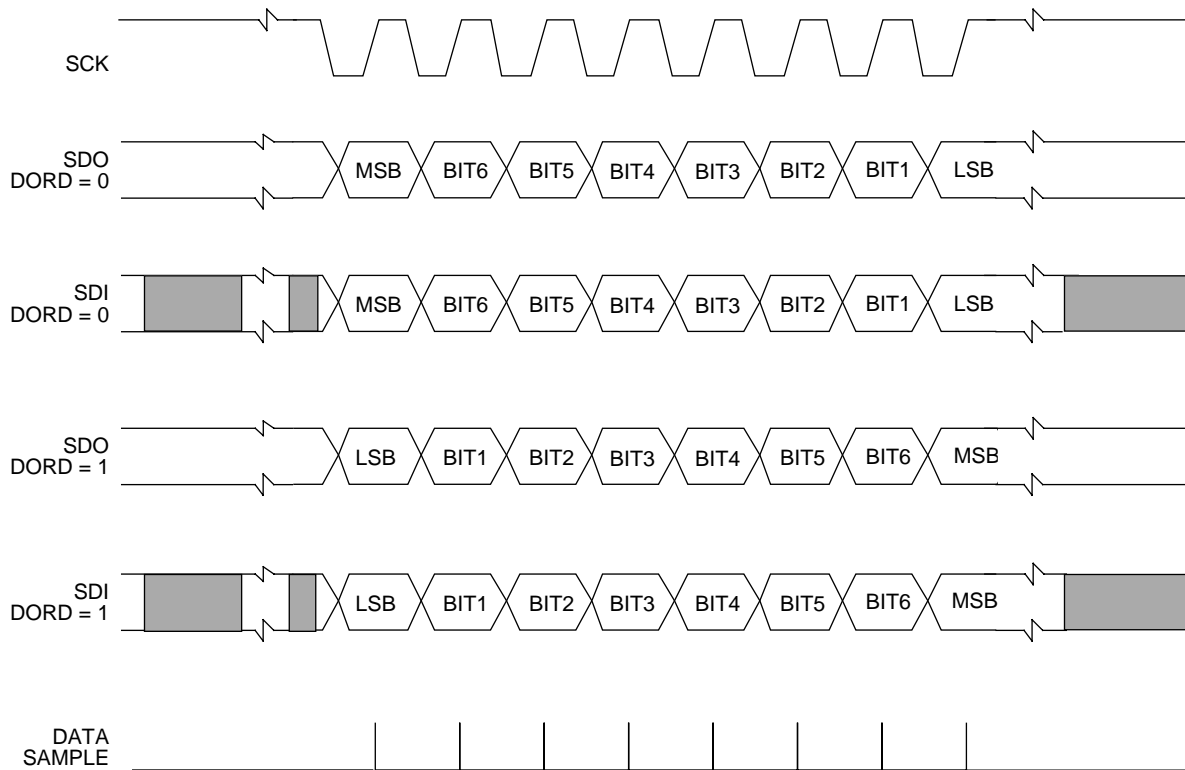 SCK
SDO
DORD = 0
MSB BIT6 BIT5 BIT4 BIT3 BIT2 BIT1 LSB
SDI
DORD = 0
MSB BIT6 BIT5 BIT4 BIT3 BIT2 BIT1 LSB
SDO
DORD = 1
LSB BIT1 BIT2 BIT3 BIT4 BIT5 BIT6 MSB
SDI
DORD = 1
LSB BIT1 BIT2 BIT3 BIT4 BIT5 BIT6 MSB
DATA
SAMPLE